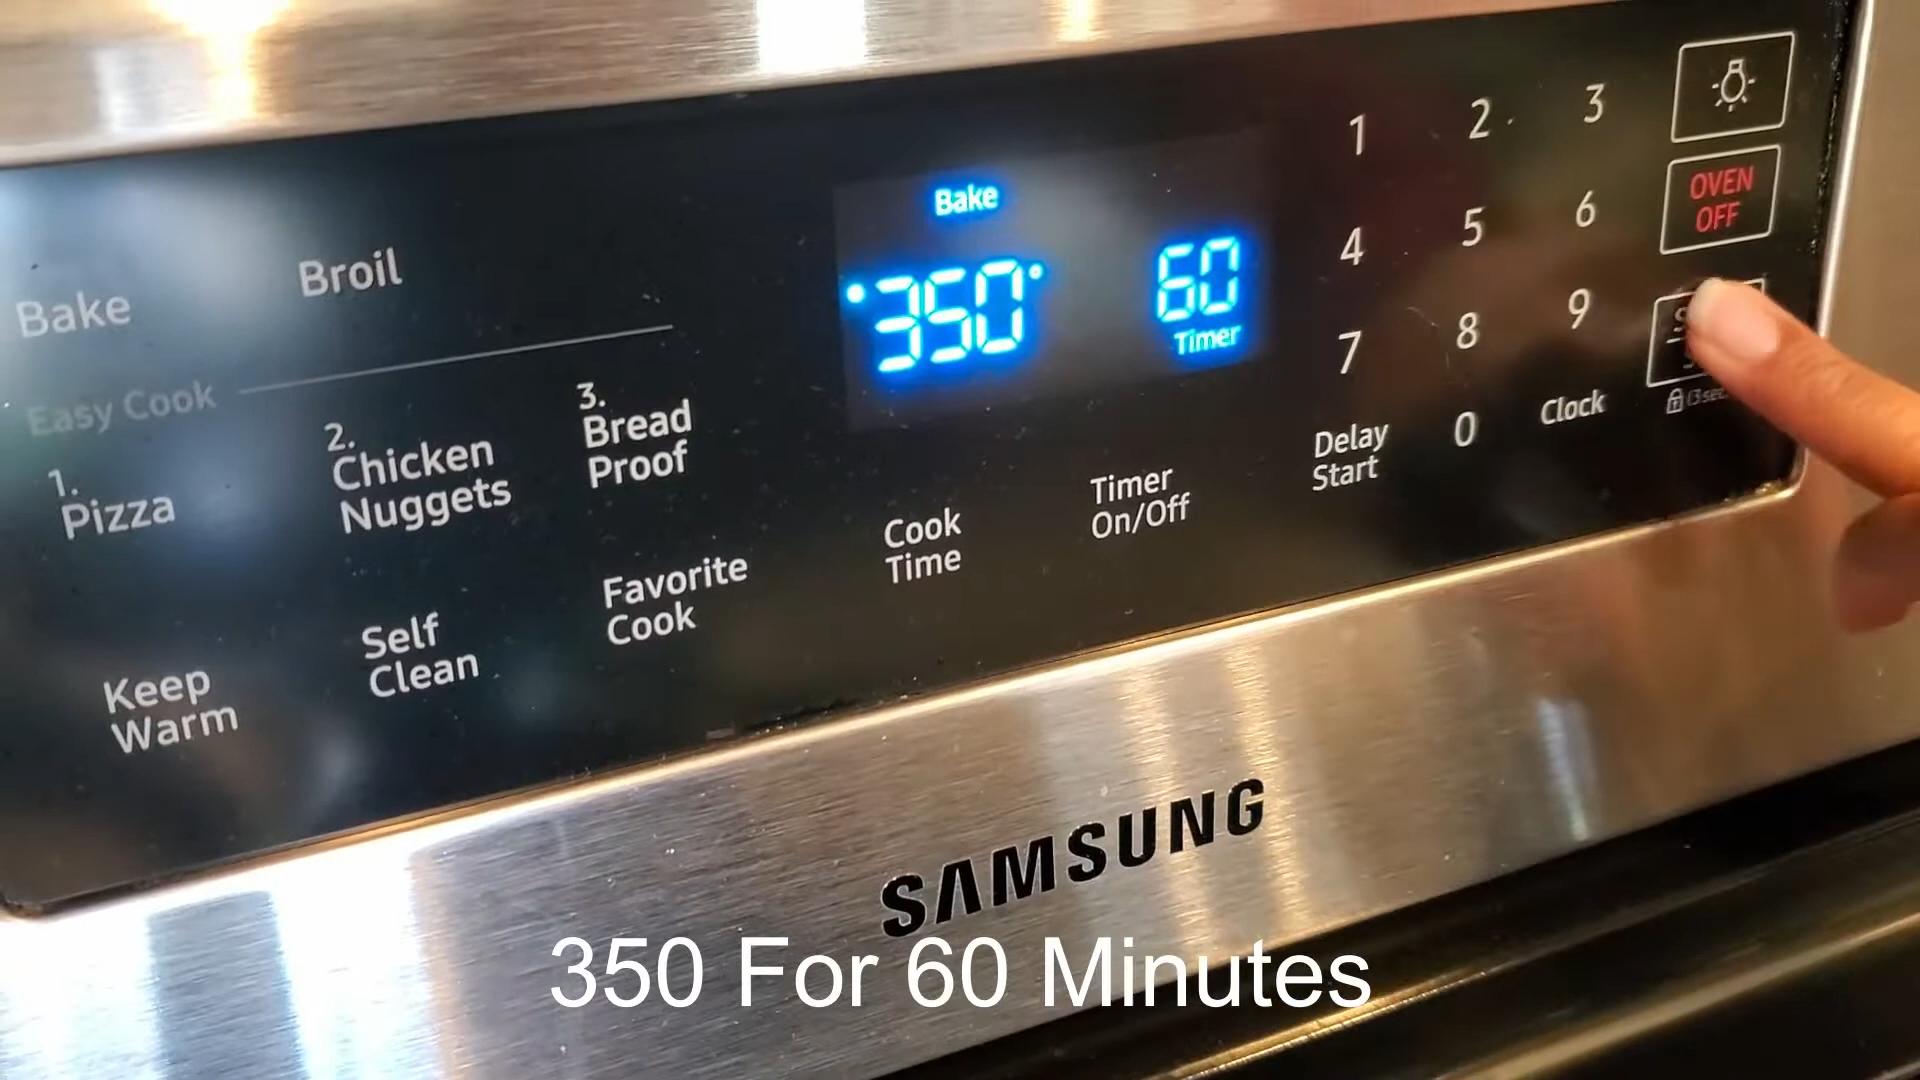 Bake
Broil
Easy Cook
1.
Pizza
2.
Chicken
Nuggets
3.
Bread
Proof
Keep
Warm
Self
Clean
Favorite
Cook
Bake
350°
60
Timer
Cook
Time
Timer
On/Off
1 2 3
4 5 6
7 8 9
Delay
Start
0
Clock
OVEN
OFF
SAMSUNG
350 For 60 Minutes